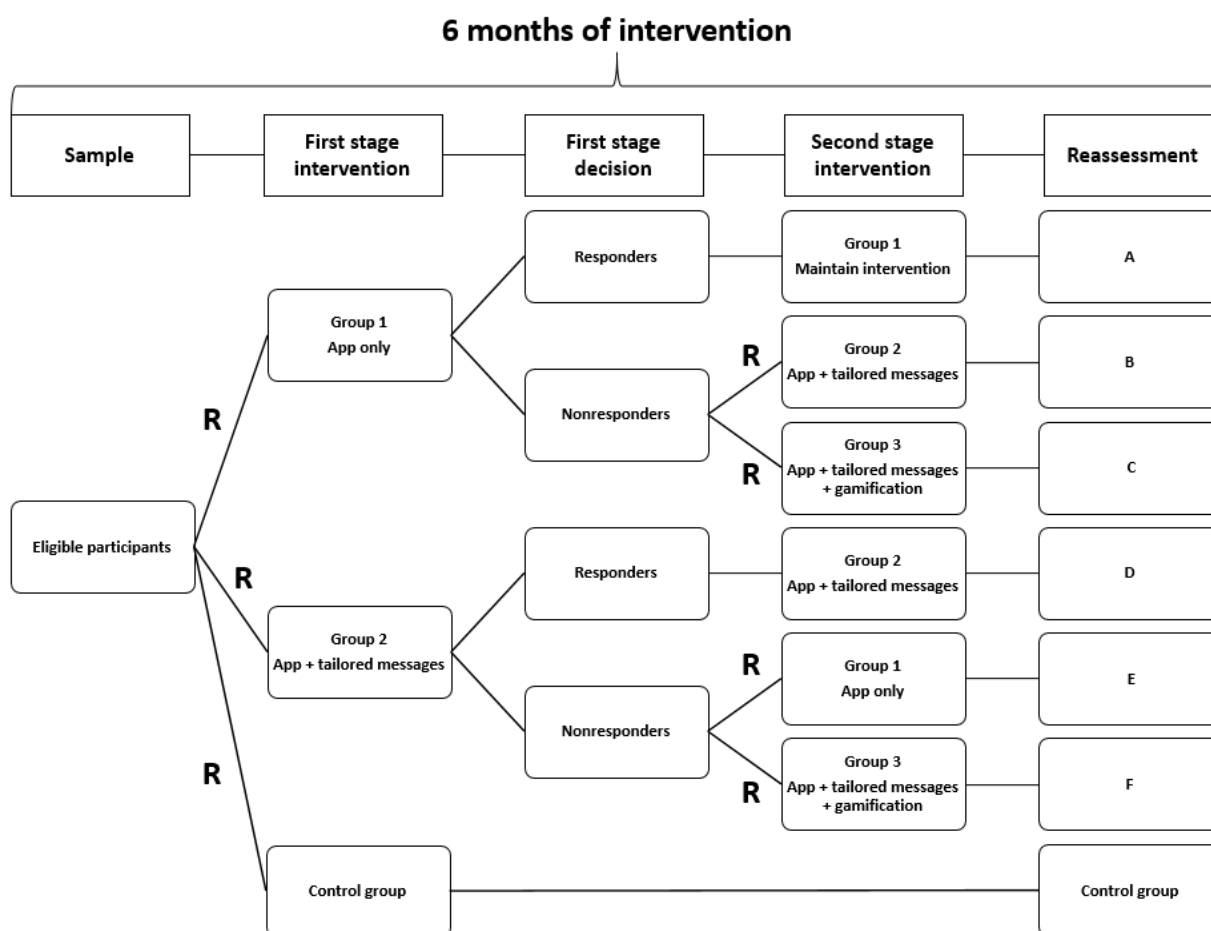 6 months of intervention
Sample
First stage
intervention
First stage
decision
Second stage
intervention
Reassessment
Responders
Group 1
Maintain intervention
A
Group 1
App only
R
Group 2
App + tailored messages
B
Nonresponders
R
R
Group 3
App + tailored messages
+ gamification
C
Eligible participants
R
Responders
Group 2
App + tailored messages
D
Group 2
App + tailored messages
R
Group 1
App only
E
Nonresponders
R
R
Group 3
App + tailored messages
+ gamification
F
Control group
Control group